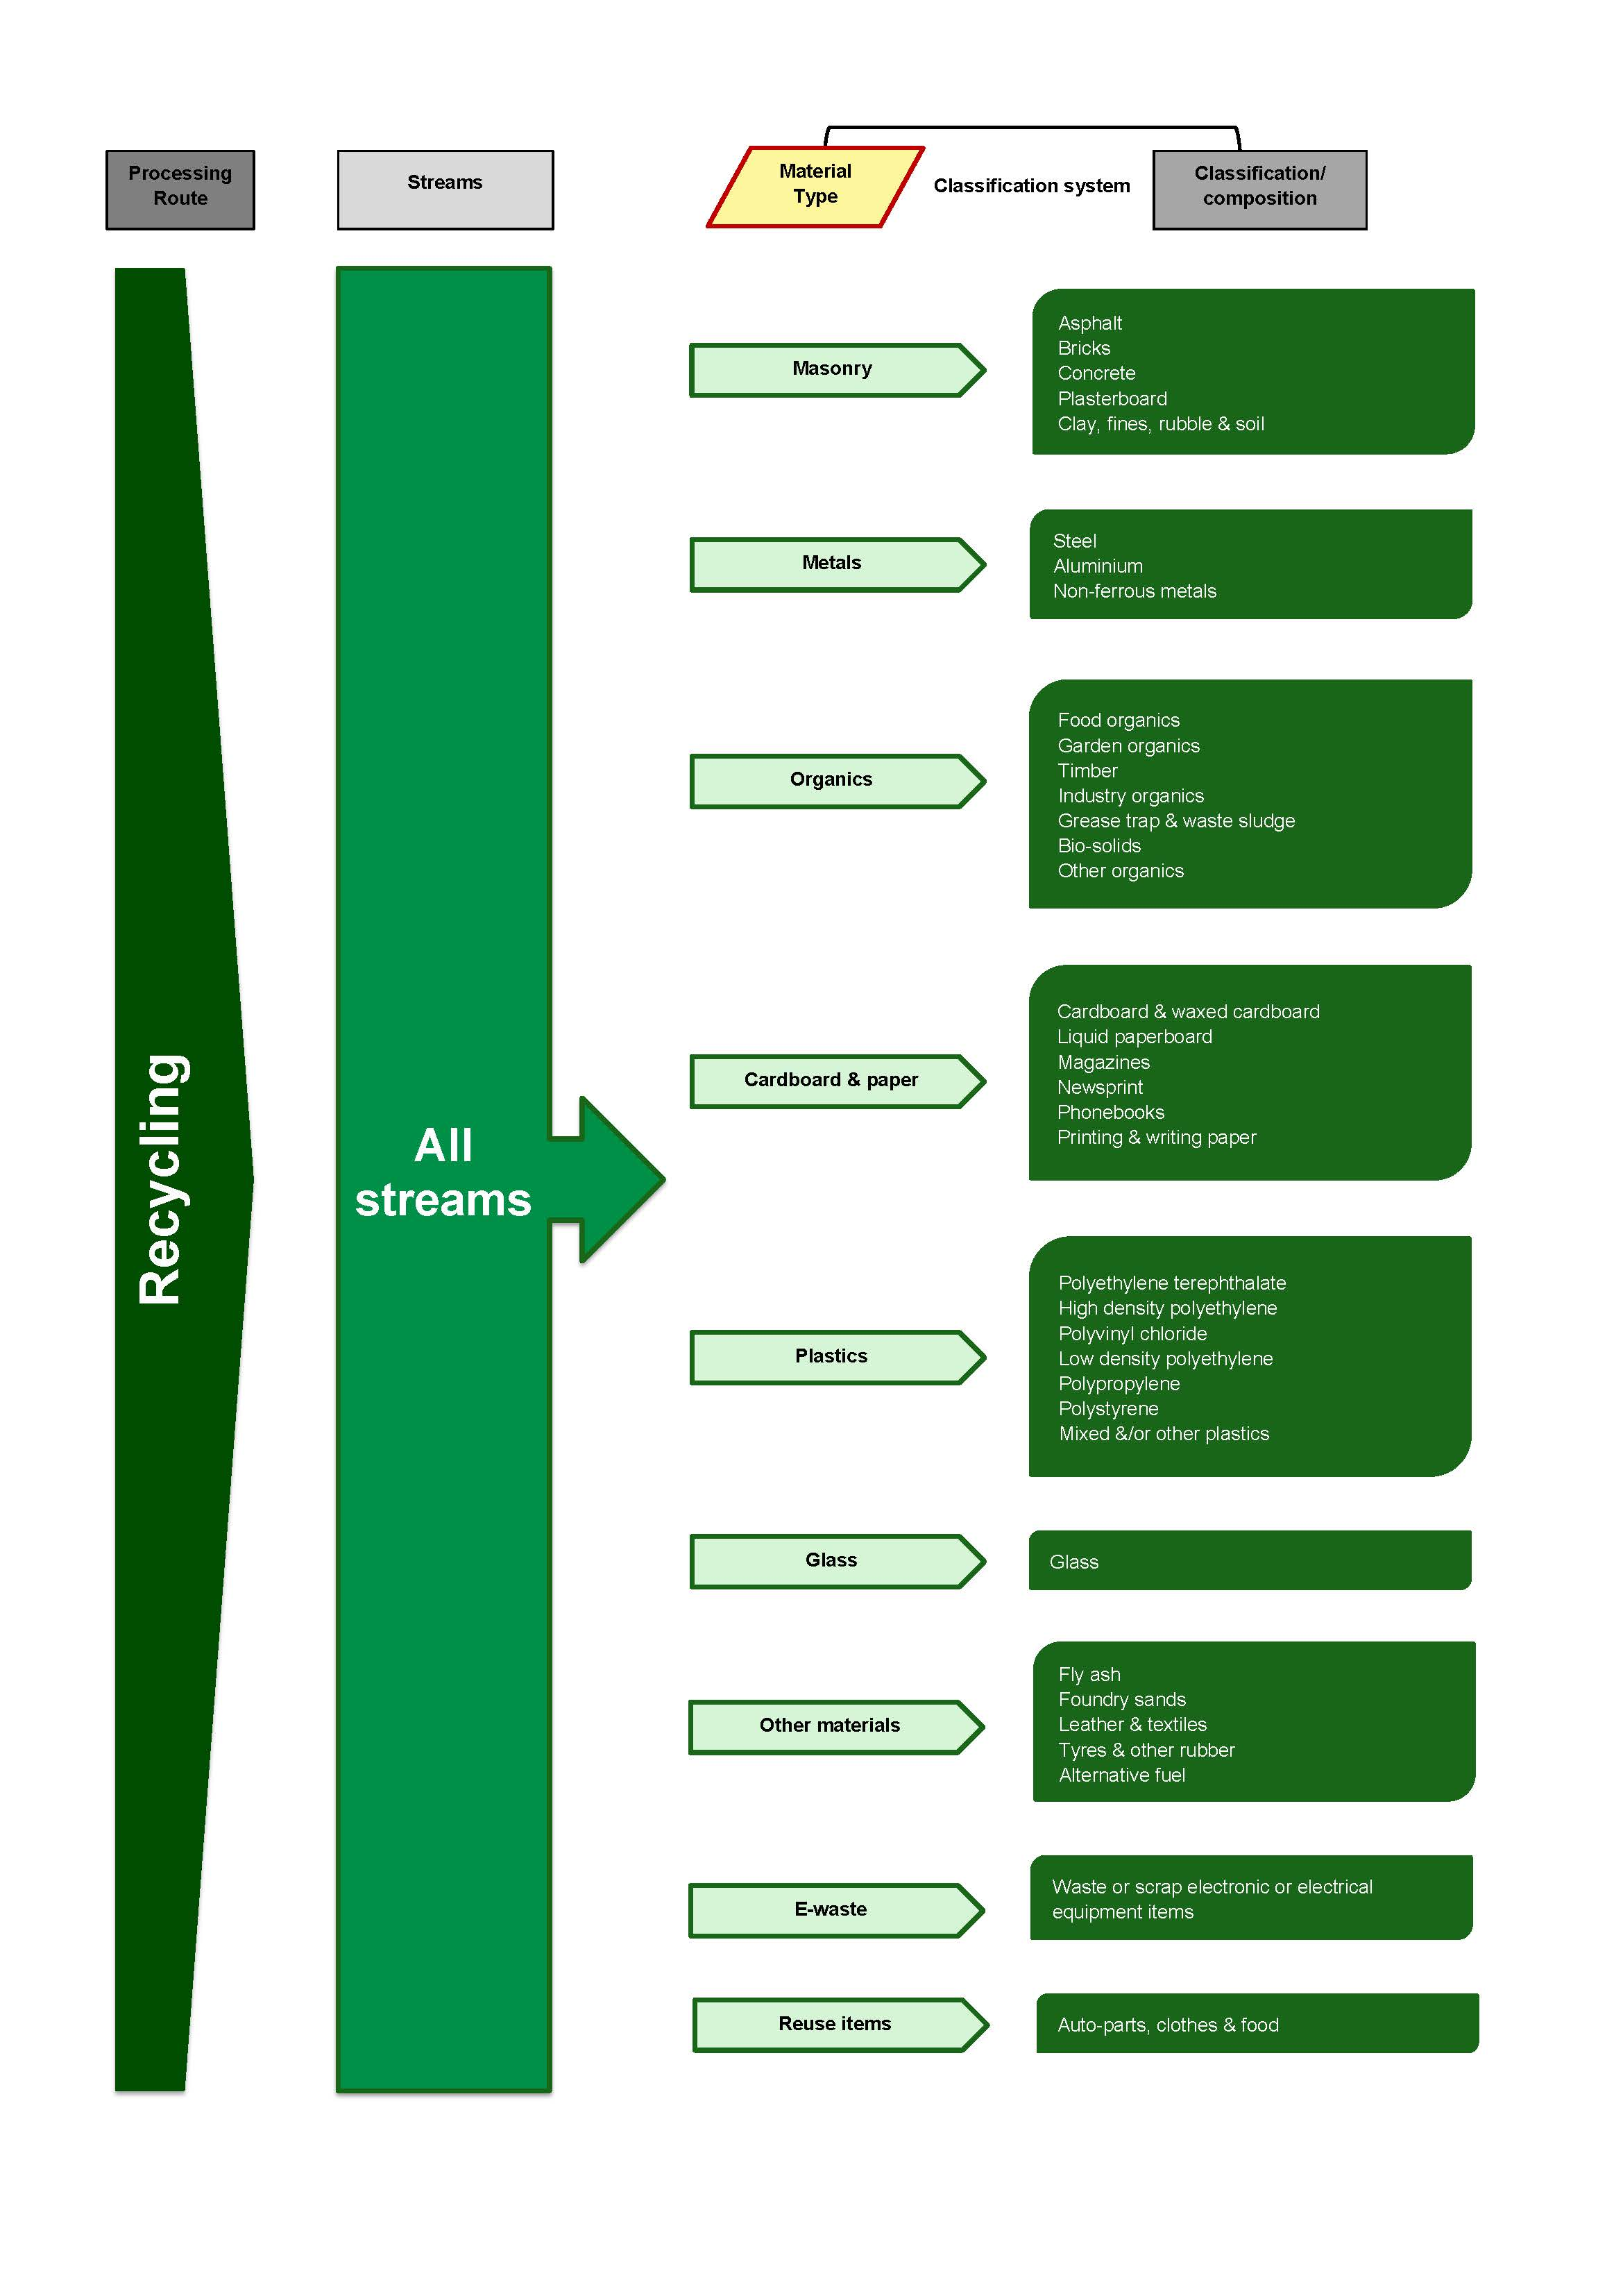 Processing
Route
Streams
Material
Type
Classification system
Classification/
composition
Recycling
All
streams
Masonry
Asphalt
Bricks
Concrete
Plasterboard
Clay, fines, rubble & soil
Metals
Steel
Aluminium
Non-ferrous metals
Organics
Food organics
Garden organics
Timber
Industry organics
Grease trap & waste sludge
Bio-solids
Other organics
Cardboard & paper
Cardboard & waxed cardboard
Liquid paperboard
Magazines
Newsprint
Phonebooks
Printing & writing paper
Plastics
Polyethylene terephthalate
High density polyethylene
Polyvinyl chloride
Low density polyethylene
Polypropylene
Polystyrene
Mixed &/or other plastics
Glass
Glass
Other materials
Fly ash
Foundry sands
Leather & textiles
Tyres & other rubber
Alternative fuel
E-waste
Waste or scrap electronic or electrical
equipment items
Reuse items
Auto-parts, clothes & food